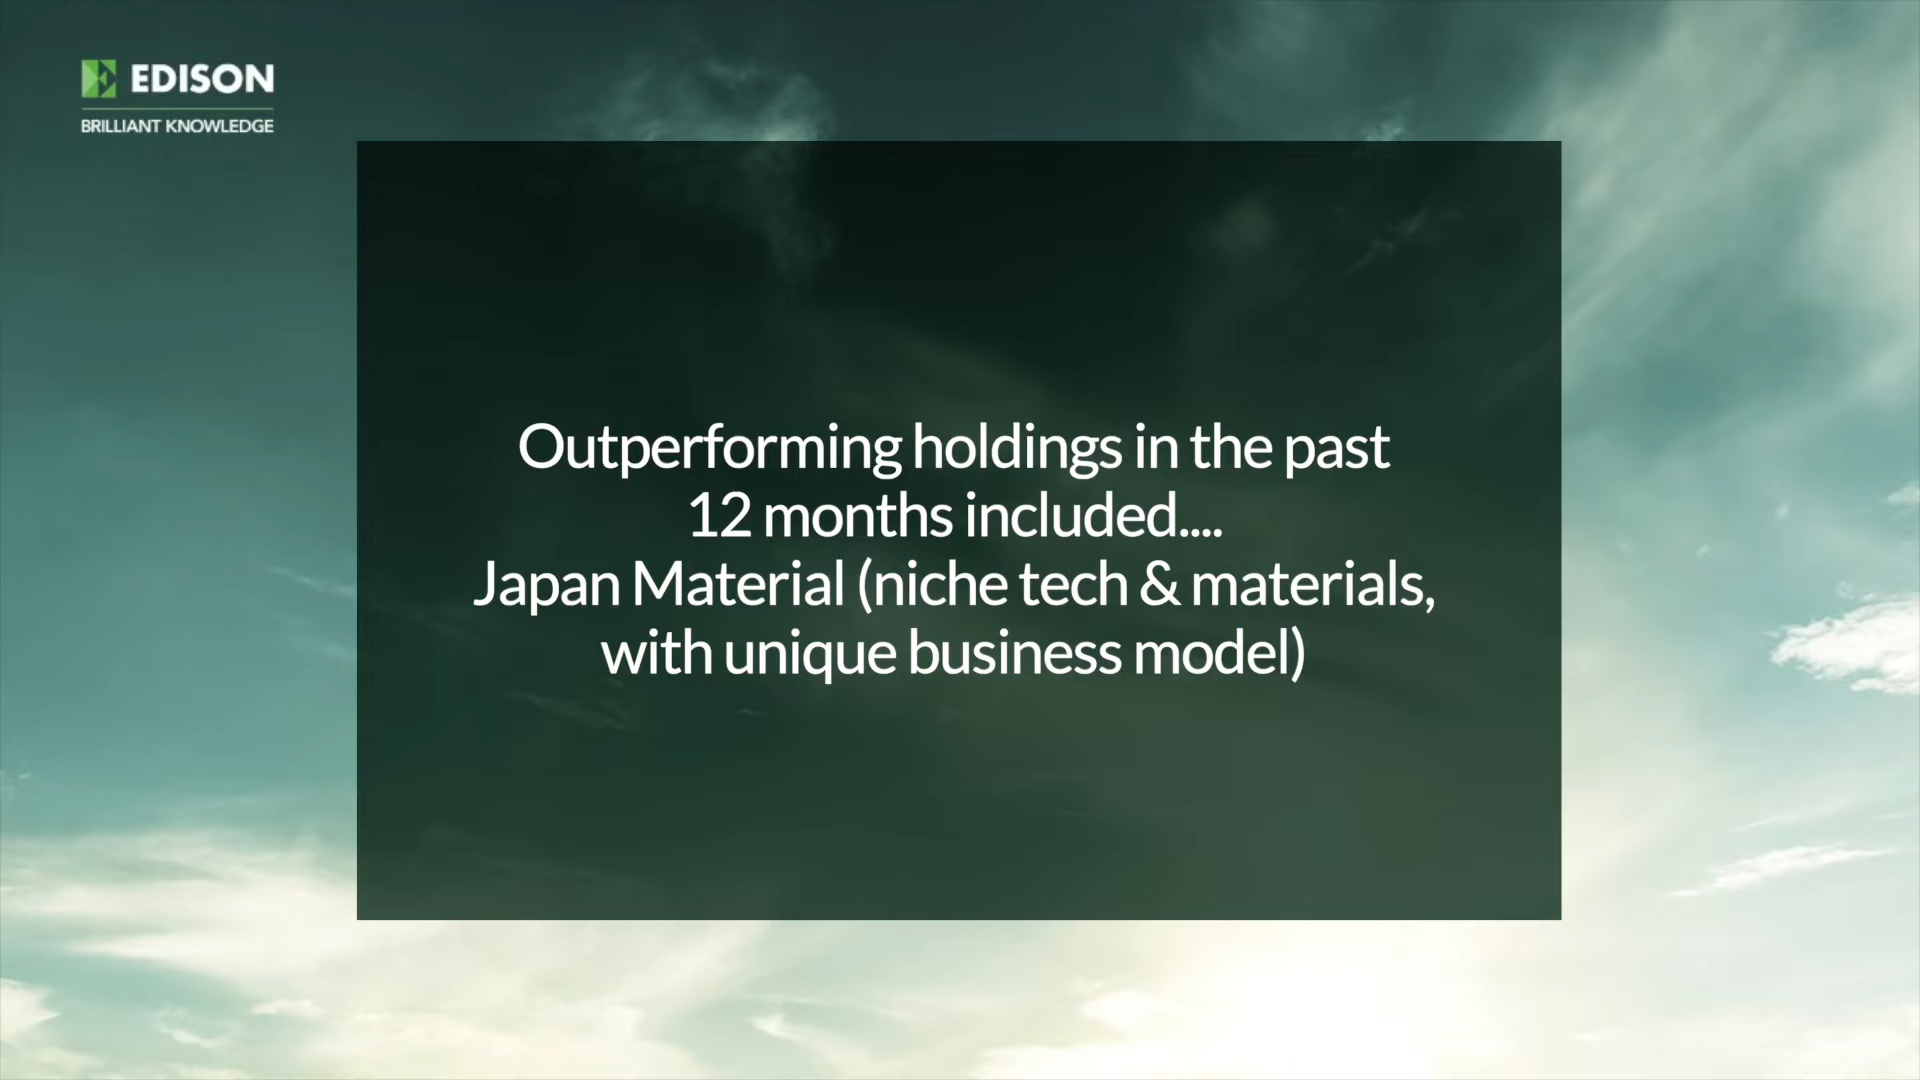 EDISON
BRILLIANT KNOWLEDGE
Outperforming holdings in the past
12 months included....
Japan Material (niche tech & materials,
with unique business model)